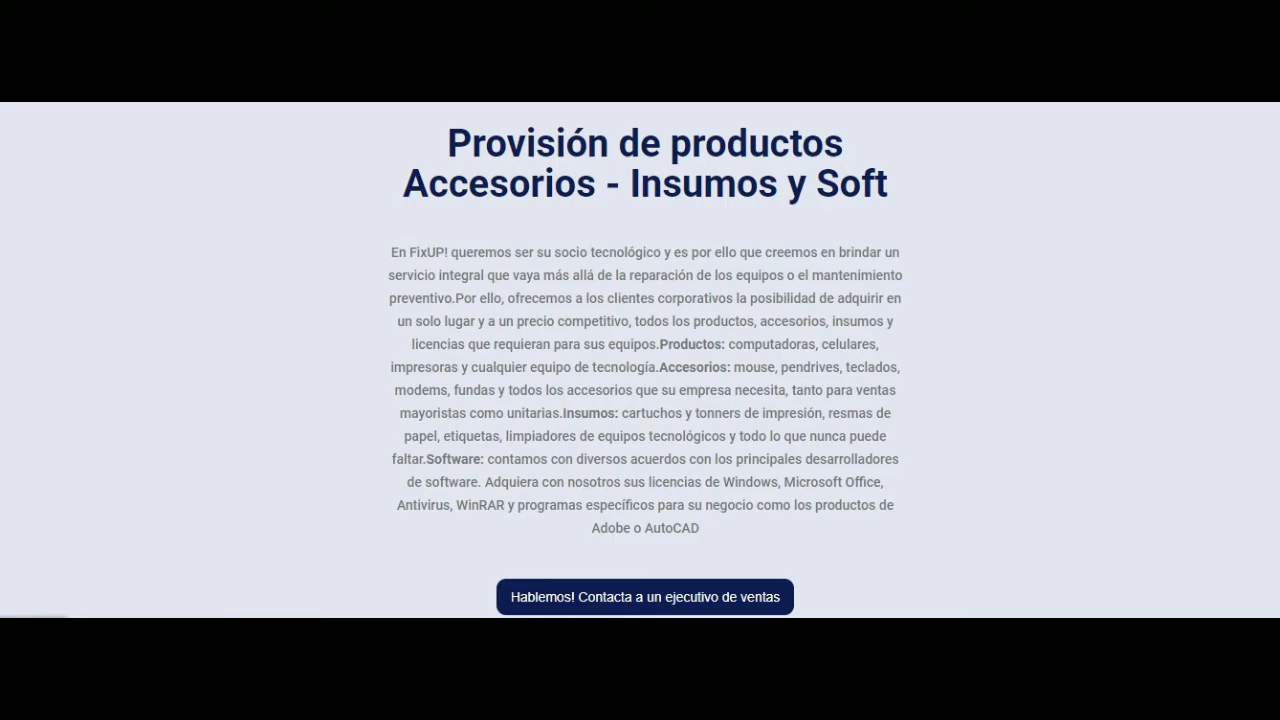 Provisión de productos
Accesorios - Insumos y Soft
En FixUP! queremos ser su socio tecnológico y es por ello que creemos en brindar un
servicio integral que vaya más allá de la reparación de los equipos o el mantenimiento
preventivo.Por ello, ofrecemos a los clientes corporativos la posibilidad de adquirir en
un solo lugar y a un precio competitivo, todos los productos, accesorios, insumos y
licencias que requieran para sus equipos.Productos: computadoras, celulares,
impresoras y cualquier equipo de tecnología.Accesorios: mouse, pendrives, teclados,
modems, fundas y todos los accesorios que su empresa necesita, tanto para ventas
mayoristas como unitarias.Insumos: cartuchos y tonners de impresión, resmas de
papel, etiquetas, limpiadores de equipos tecnológicos y todo lo que nunca puede
faltar.Software: contamos con diversos acuerdos con los principales desarrolladores
de software. Adquiera con nosotros sus licencias de Windows, Microsoft Office,
Antivirus, WinRAR y programas específicos para su negocio como los productos de
Adobe o AutoCAD
Hablemos! Contacta a un ejecutivo de ventas